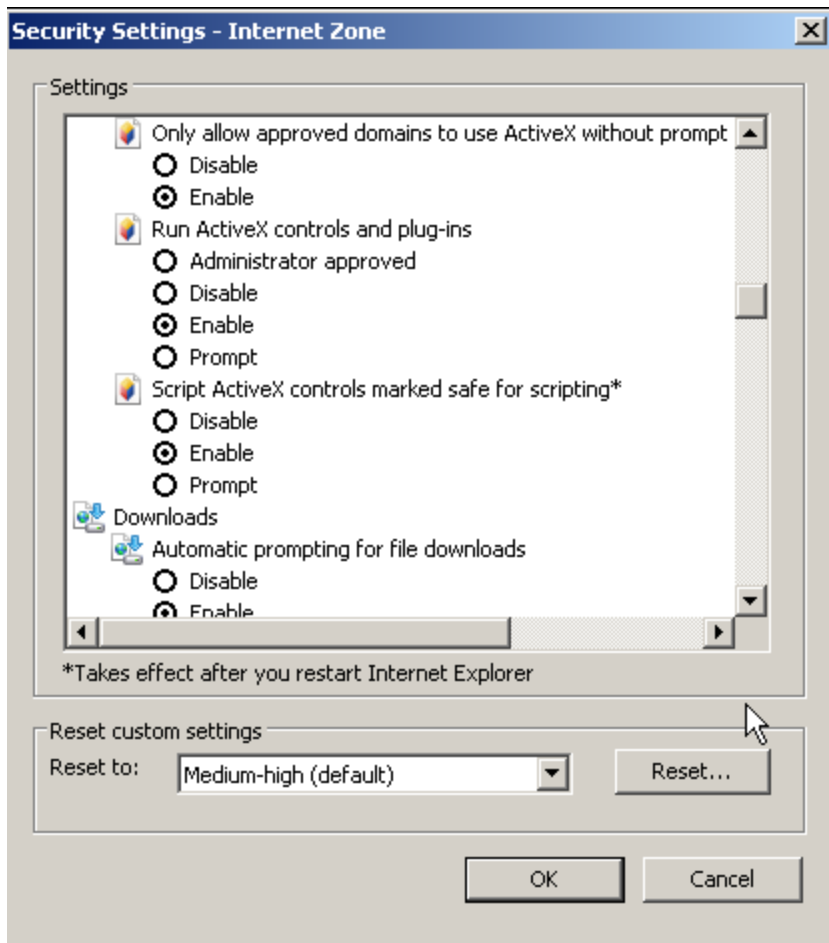 Security Settings - Internet Zone
Settings
Only allow approved domains to use ActiveX without prompt
Disable
Enable
Run ActiveX controls and plug-ins
Administrator approved
Disable
Enable
Prompt
Script ActiveX controls marked safe for scripting*
Disable
Enable
Prompt
Downloads
Automatic prompting for file downloads
Disable
Enable
*Takes effect after you restart Internet Explorer
Reset custom settings
Reset to: Medium-high (default) Reset...
OK Cancel